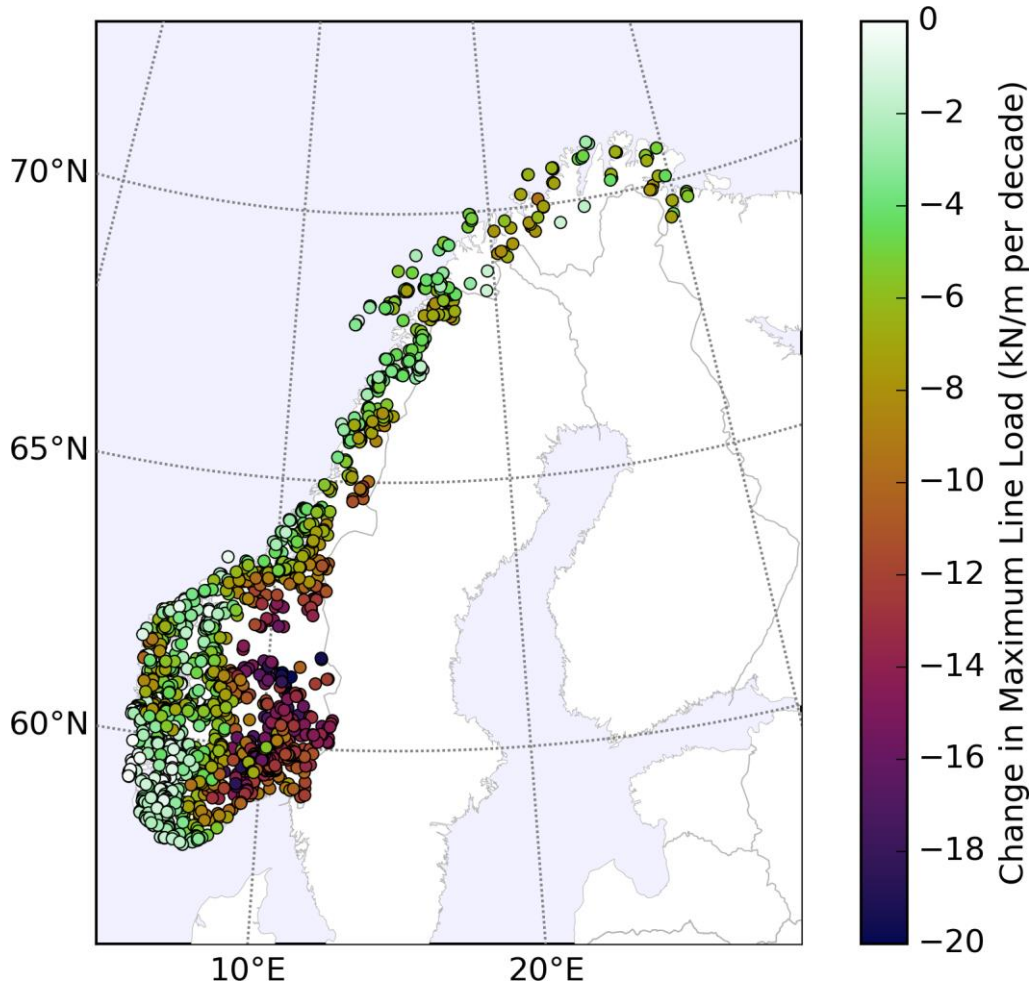 70°N
65°N
60°N
10°E
20°E
0
−2
−4
−6
−8
−10
−12
−14
−16
−18
−20
Change in Maximum Line Load (kN/m per decade)